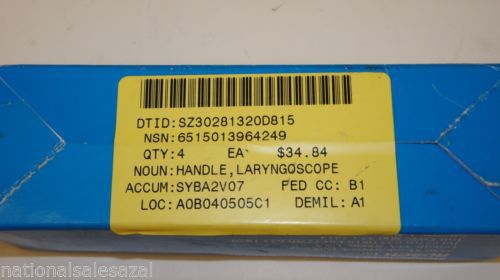 DTID:SZ30281320D815
NSN:6515013964249
QTY:4 EA $34.84
NOUN:HANDLE,LARYNGOSCOPE
ACCUM:SYBA2V07 FED CC: B1
LOC: A0B040505C1 DEMIL: A1
nationalsalesazal